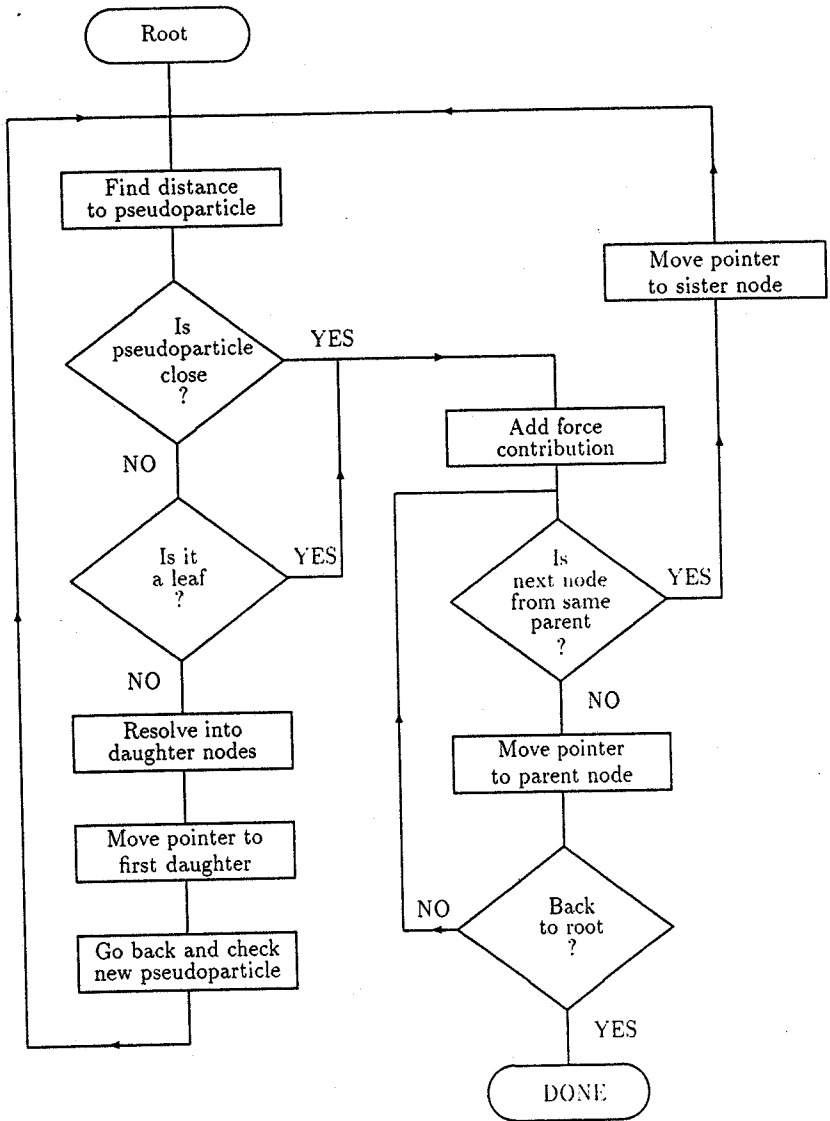 Root
Find distance
to pseudoparticle
Move pointer
to sister node
Is
pseudoparticle
close
?
YES
Add force
contribution
NO
Is it
a leaf
?
YES
Is
next node
from same
parent
?
YES
NO
NO
Resolve into
daughter nodes
Move pointer
to parent node
Move pointer to
first daughter
Back
to root
?
NO
Go back and check
new pseudoparticle
YES
DONE